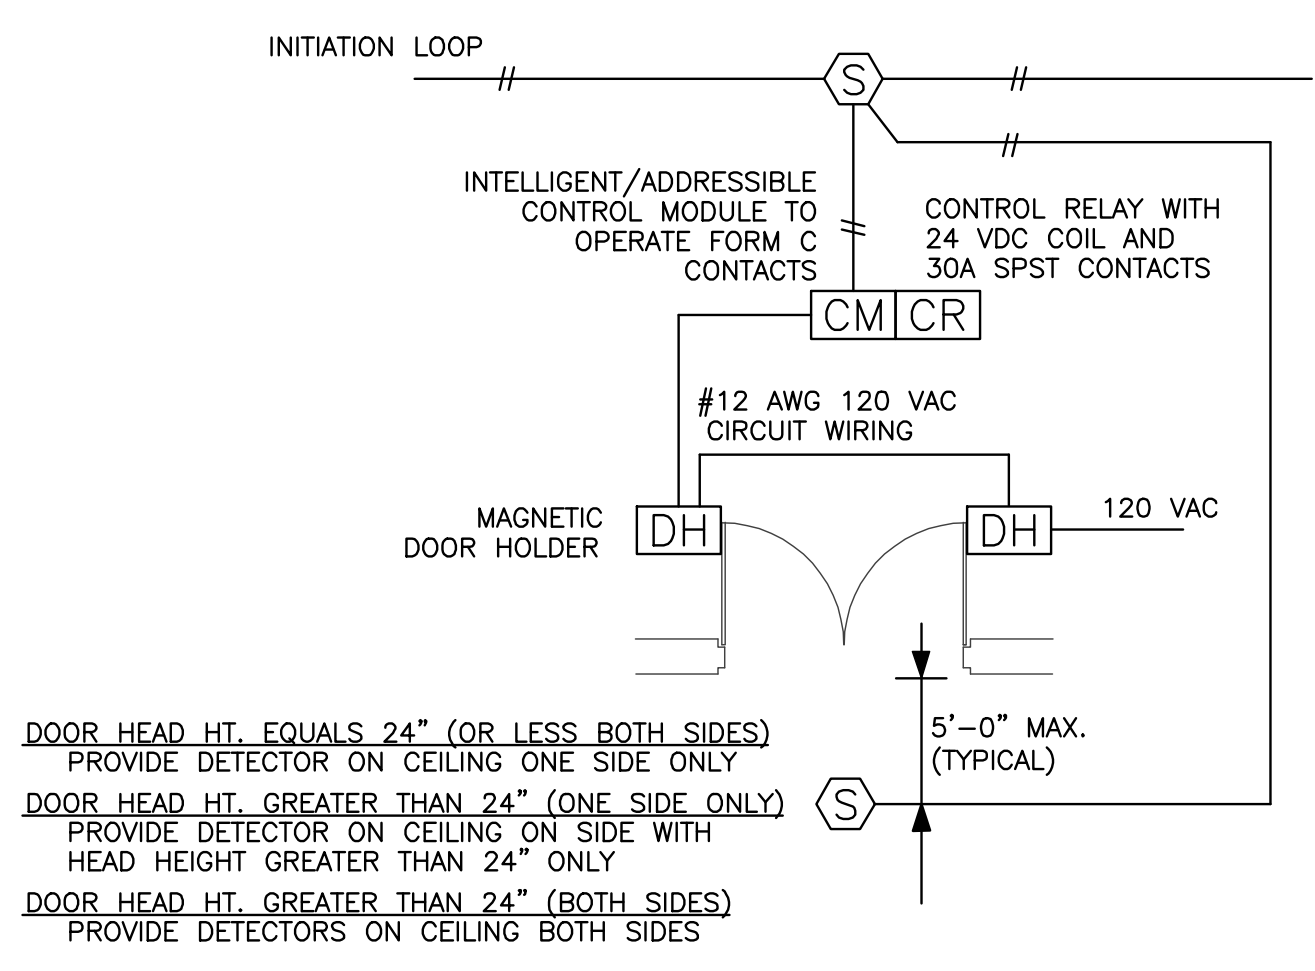 INITIATION LOOP
S
INTELLIGENT/ADDRESSIBLE
CONTROL MODULE TO
OPERATE FORM C
CONTACTS
CONTROL RELAY WITH
24 VDC COIL AND
30A SPST CONTACTS
CM CR
#12 AWG 120 VAC
CIRCUIT WIRING
MAGNETIC
DOOR HOLDER
DH
DH
120 VAC
5'-0" MAX.
(TYPICAL)
S
DOOR HEAD HT. EQUALS 24" (OR LESS BOTH SIDES)
PROVIDE DETECTOR ON CEILING ONE SIDE ONLY
DOOR HEAD HT. GREATER THAN 24" (ONE SIDE ONLY)
PROVIDE DETECTOR ON CEILING ON SIDE WITH
HEAD HEIGHT GREATER THAN 24" ONLY
DOOR HEAD HT. GREATER THAN 24" (BOTH SIDES)
PROVIDE DETECTORS ON CEILING BOTH SIDES